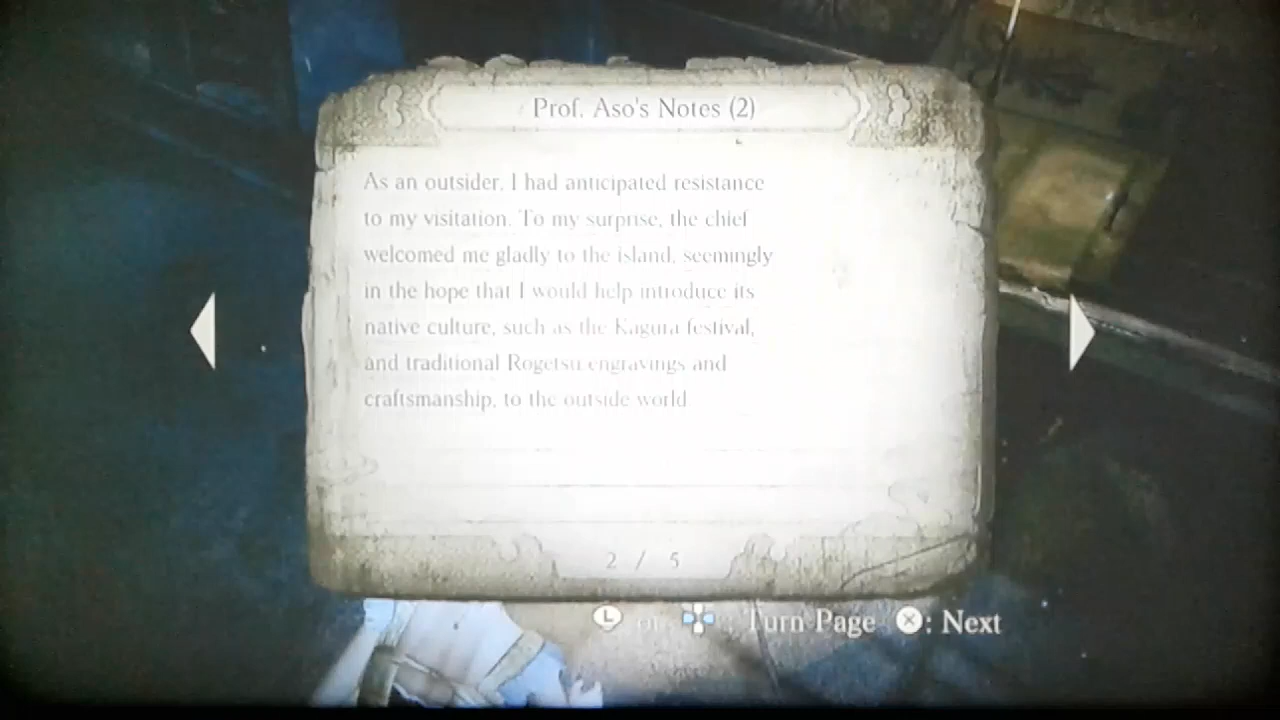 Prof. Aso's Notes (2)
As an outsider, I had anticipated resistance
to my visitation. To my surprise, the chief
welcomed me gladly to the island, seemingly
in the hope that I would help introduce its
native culture, such as the Kagura festival,
and traditional Rogetsu engravings and
craftsmanship, to the outside world
2 / 5
L or : Turn Page X: Next